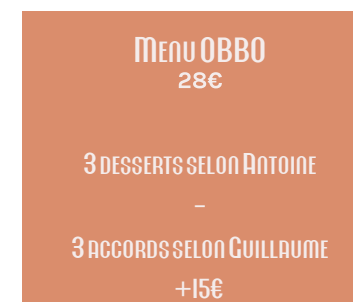 Menu OBBO
28€
3 desserts selon Antoine
–
3 accords selon Guillaume
+15€